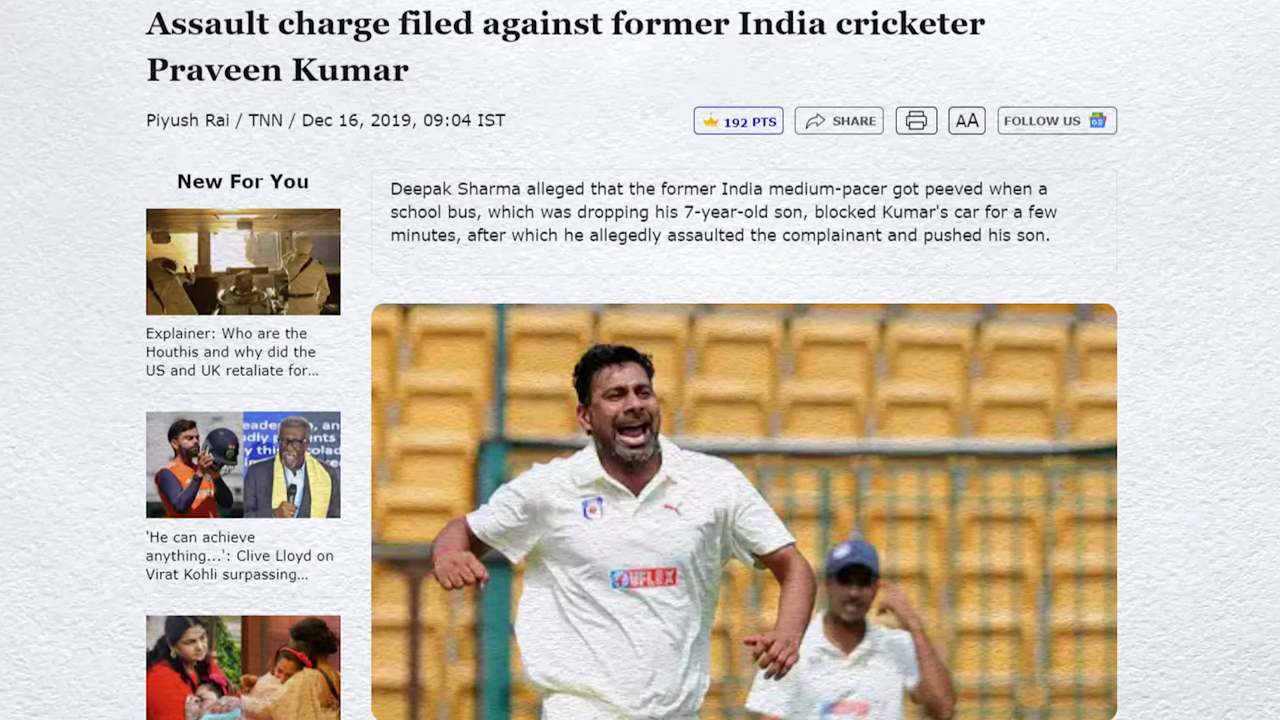 Assault charge filed against former India cricketer
Praveen Kumar
Piyush Rai / TNN / Dec 16, 2019, 09:04 IST
192 PTS
SHARE
AA
FOLLOW US
New For You
Deepak Sharma alleged that the former India medium-pacer got peeved when a
school bus, which was dropping his 7-year-old son, blocked Kumar's car for a few
minutes, after which he allegedly assaulted the complainant and pushed his son.
Explainer: Who are the
Houthis and why did the
US and UK retaliate for...
'He can achieve
anything...': Clive Lloyd on
Virat Kohli surpassing...
UFLEX